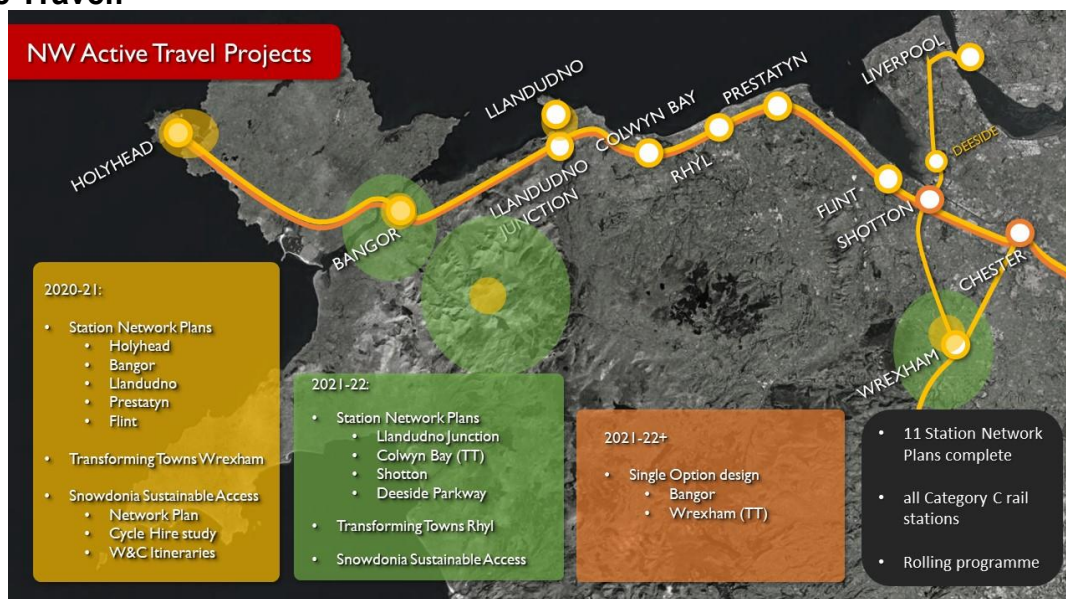 NW Active Travel Projects
LIVERPOOL
PRESTATYN
LLANDUDNO
COLWYN BAY
HOLYHEAD
RHYL
DEESIDE
LLANDUDNO
JUNCTION
FLINT
SHOTTON
BANGOR
CHESTER
WREXHAM
2020-21:
• Station Network Plans
• Holyhead
• Bangor
• Llandudno
• Prestatyn
• Flint
• Transforming Towns Wrexham
• Snowdonia Sustainable Access
• Network Plan
• Cycle Hire study
• W&C Itineraries
2021-22:
• Station Network Plans
• Llandudno Junction
• Colwyn Bay (TT)
• Shotton
• Deeside Parkway
• Transforming Towns Rhyl
• Snowdonia Sustainable Access
2021-22+
• Single Option design
• Bangor
• Wrexham (TT)
• 11 Station Network
Plans complete
• all Category C rail
stations
• Rolling programme